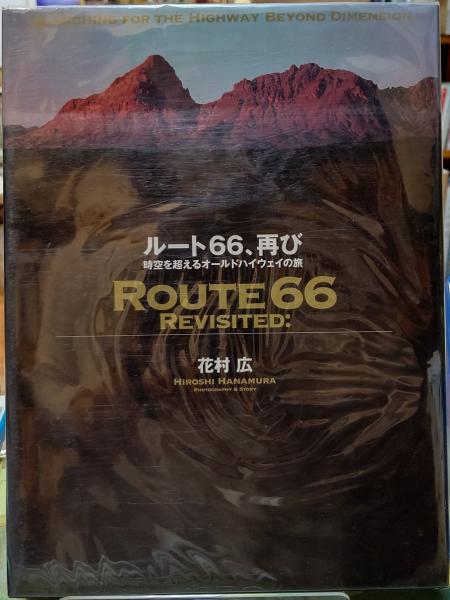 SEARCHING FOR THE HIGHWAY BEYOND DIMENSION
ルート66、再び
時空を超えるオールドハイウェイの旅
ROUTE 66
REVISITED:
花村 広
HIROSHI HANAMURA
PHOTOGRAPHY & STORY